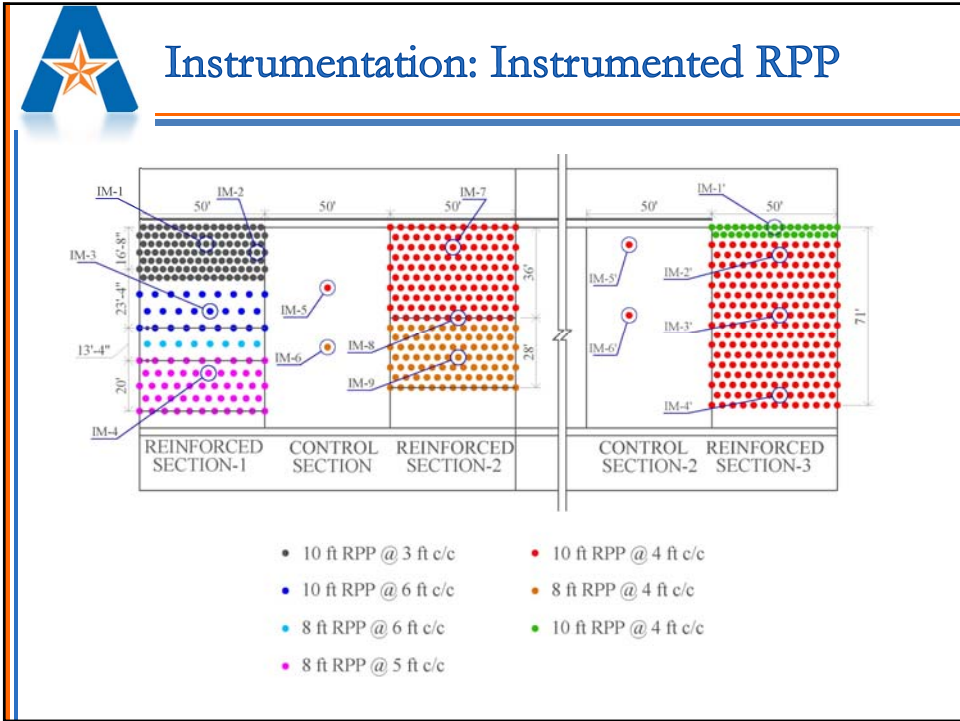 Instrumentation: Instrumented RPP
IM-1
IM-2
IM-7
IM-1'
50'
50'
50'
50'
50'
16'-8"
IM-3
23'-4"
13'-4"
20'
IM-4
IM-5
IM-6
IM-8
IM-9
36'
28'
IM-5'
IM-6'
IM-2'
IM-3'
IM-4'
71'
REINFORCED
SECTION-1
CONTROL
SECTION
REINFORCED
SECTION-2
CONTROL
SECTION-2
REINFORCED
SECTION-3
10 ft RPP @ 3 ft c/c
10 ft RPP @ 6 ft c/c
8 ft RPP @ 6 ft c/c
8 ft RPP @ 5 ft c/c
10 ft RPP @ 4 ft c/c
8 ft RPP @ 4 ft c/c
10 ft RPP @ 4 ft c/c